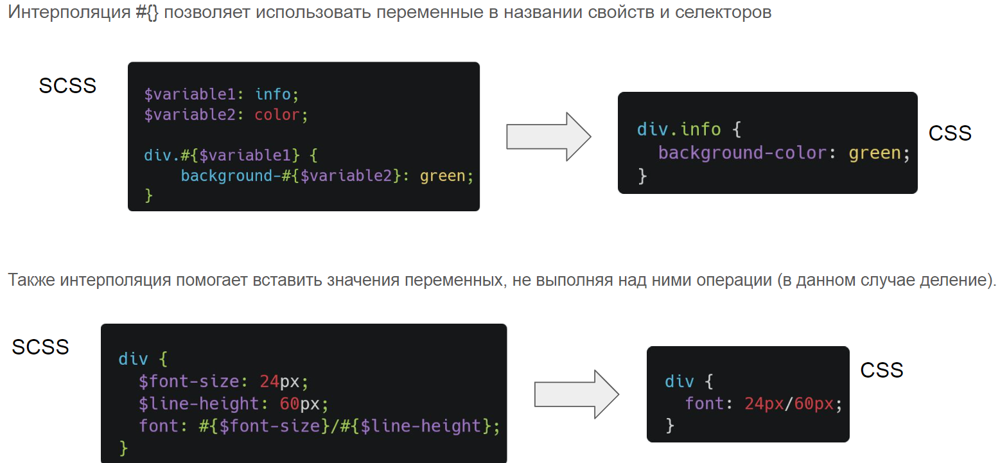 Интерполяция #{} позволяет использовать переменные в названии свойств и селекторов
SCSS
$variable1: info;
$variable2: color;
div.#{$variable1} {
    background-#{$variable2}: green;
}
div.info {
  background-color: green;
}
CSS
Также интерполяция помогает вставить значения переменных, не выполняя над ними операции (в данном случае деление).
SCSS
div {
  $font-size: 24px;
  $line-height: 60px;
  font: #{$font-size}/#{$line-height};
}
div {
  font: 24px/60px;
}
CSS